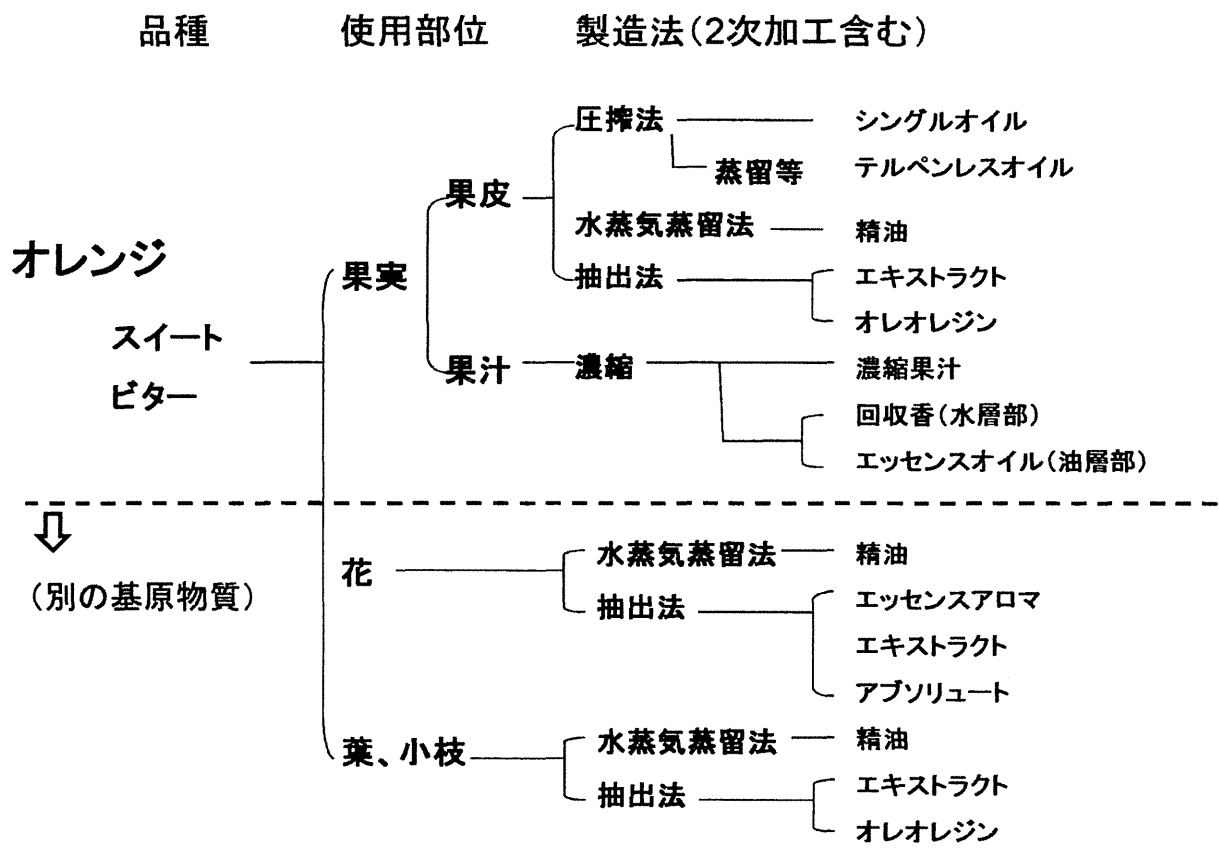 品種 使用部位 製造法(2次加工含む)
圧搾法 シングルオイル
蒸留等 テルペンレスオイル
果皮
水蒸気蒸留法 精油
オレンジ
果実
抽出法 エキストラクト
オレオレジン
スイート
果汁 濃縮 濃縮果汁
ビター
回収香(水層部)
エッセンスオイル(油層部)
(別の基原物質)
花
水蒸気蒸留法 精油
抽出法 エッセンスアロマ
エキストラクト
アブソリュート
葉、小枝
水蒸気蒸留法 精油
抽出法 エキストラクト
オレオレジン